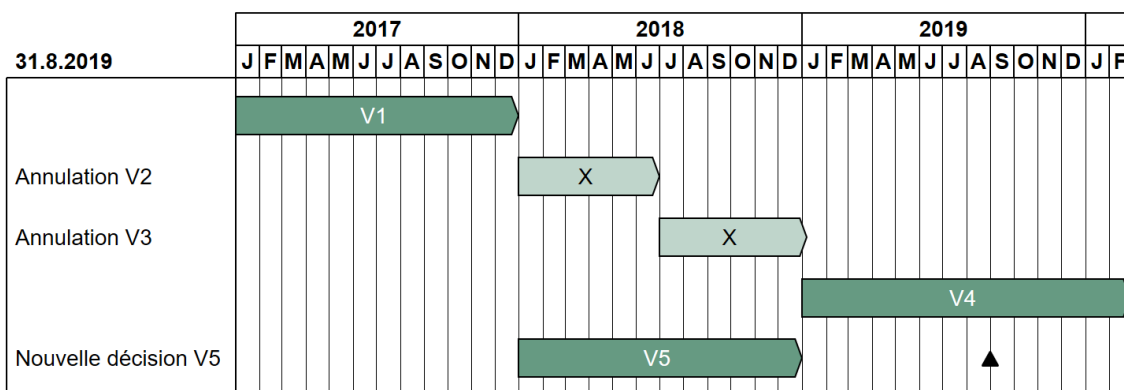 2017 2018 2019
31.8.2019 J F M A M J J A S O N D J F M A M J J A S O N D J F M A M J J A S O N D J F
V1
Annulation V2 X
Annulation V3 X
V4
Nouvelle décision V5 V5